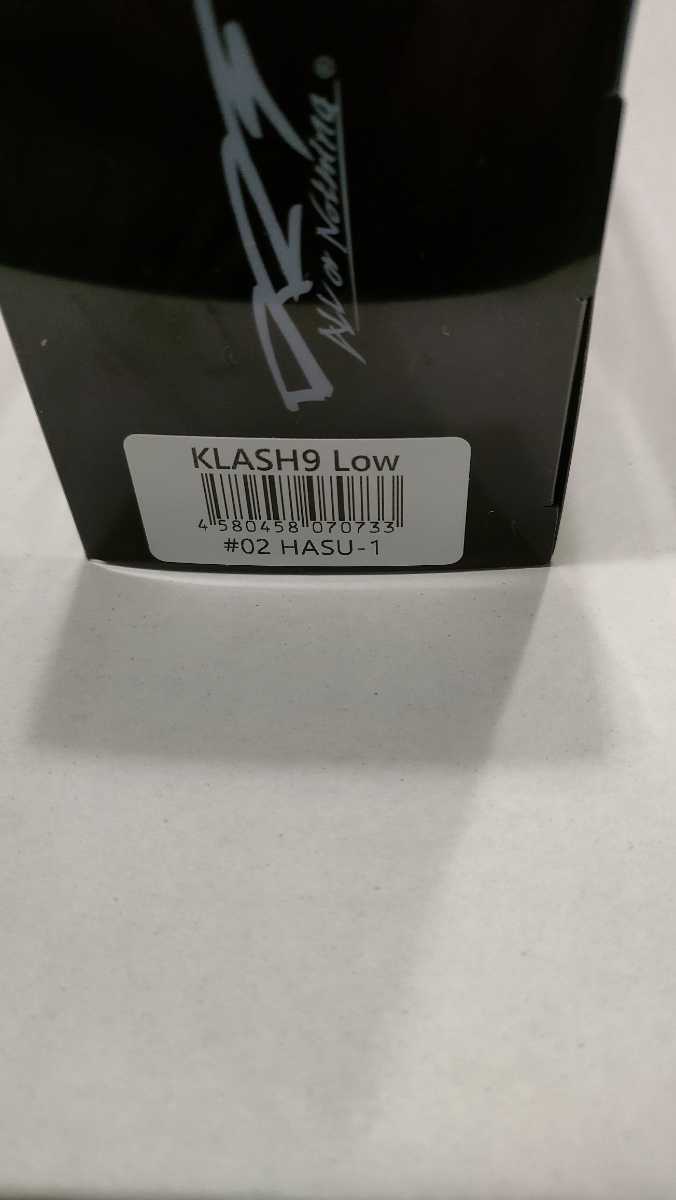 All or Nothing ®
KLASH9 Low
4 580458 070733
#02 HASU-1